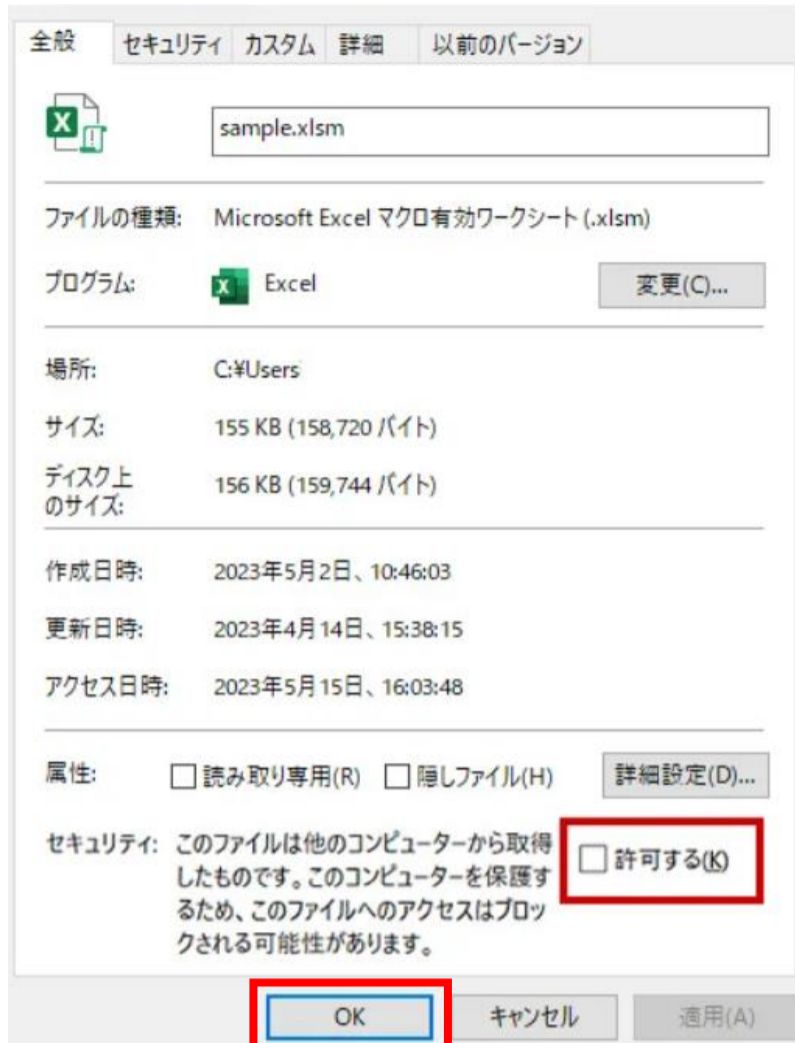 全般 セキュリティ カスタム 詳細 以前のバージョン
sample.xlsm
ファイルの種類: Microsoft Excel マクロ有効ワークシート (.xlsm)
プログラム: Excel 変更(C)...
場所: C:¥Users
サイズ: 155 KB (158,720 バイト)
ディスク上
のサイズ: 156 KB (159,744 バイト)
作成日時: 2023年5月2日、10:46:03
更新日時: 2023年4月14日、15:38:15
アクセス日時: 2023年5月15日、16:03:48
属性: 読み取り専用(R) 隠しファイル(H) 詳細設定(D)...
セキュリティ: このファイルは他のコンピューターから取得
したものです。このコンピューターを保護す
るため、このファイルへのアクセスはブロッ
クされる可能性があります。
許可する(K)
OK キャンセル 適用(A)